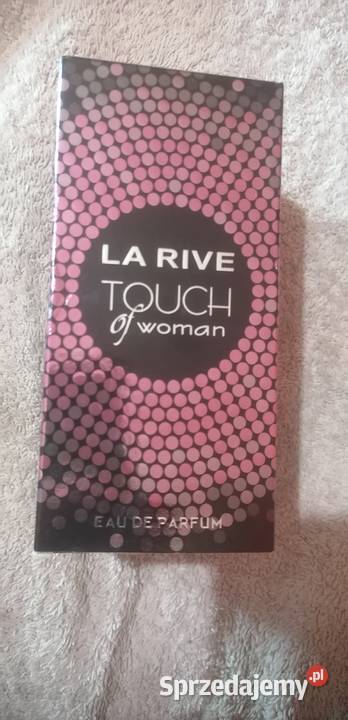 LA RIVE
TOUCH
of woman
EAU DE PARFUM
Sprzedajemy.pl